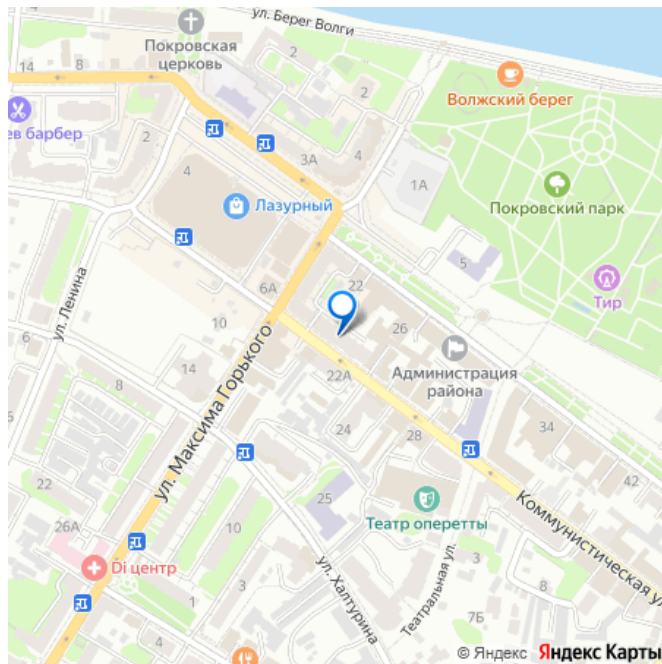 ул. Берег Волги
Покровская
церковь
2
14
8
Волжский берег
ев барбер
2
2
3А
4
4
1А
Лазурный
Покровский парк
5
ул. Ленина
6А
22
Тир
10
26
Администрация
района
ул. Максима Горького
14
8
22А
24
28
34
42
22
25
Коммунистическая ул
26А
10
Театр оперетты
Di центр
ул. Халтурина
Театральная ул.
3
3
8
1
7Б
© Яндекс Яндекс Карты